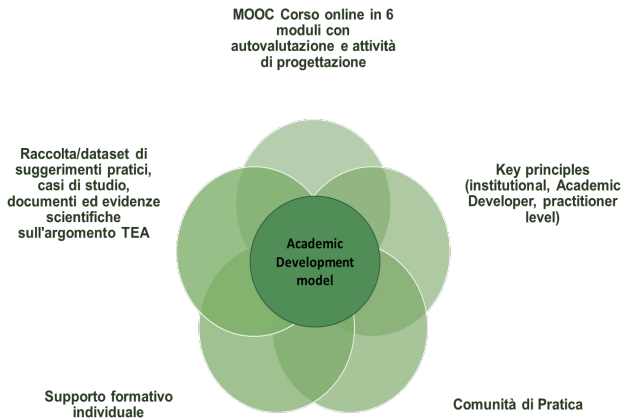 MOOC Corso online in 6
moduli con
autovalutazione e attività
di progettazione
Raccolta/dataset di
suggerimenti pratici,
casi di studio,
documenti ed evidenze
scientifiche
sull'argomento TEA
Key principles
(institutional, Academic
Developer, practitioner
level)
Academic
Development
model
Supporto formativo
individuale
Comunità di Pratica